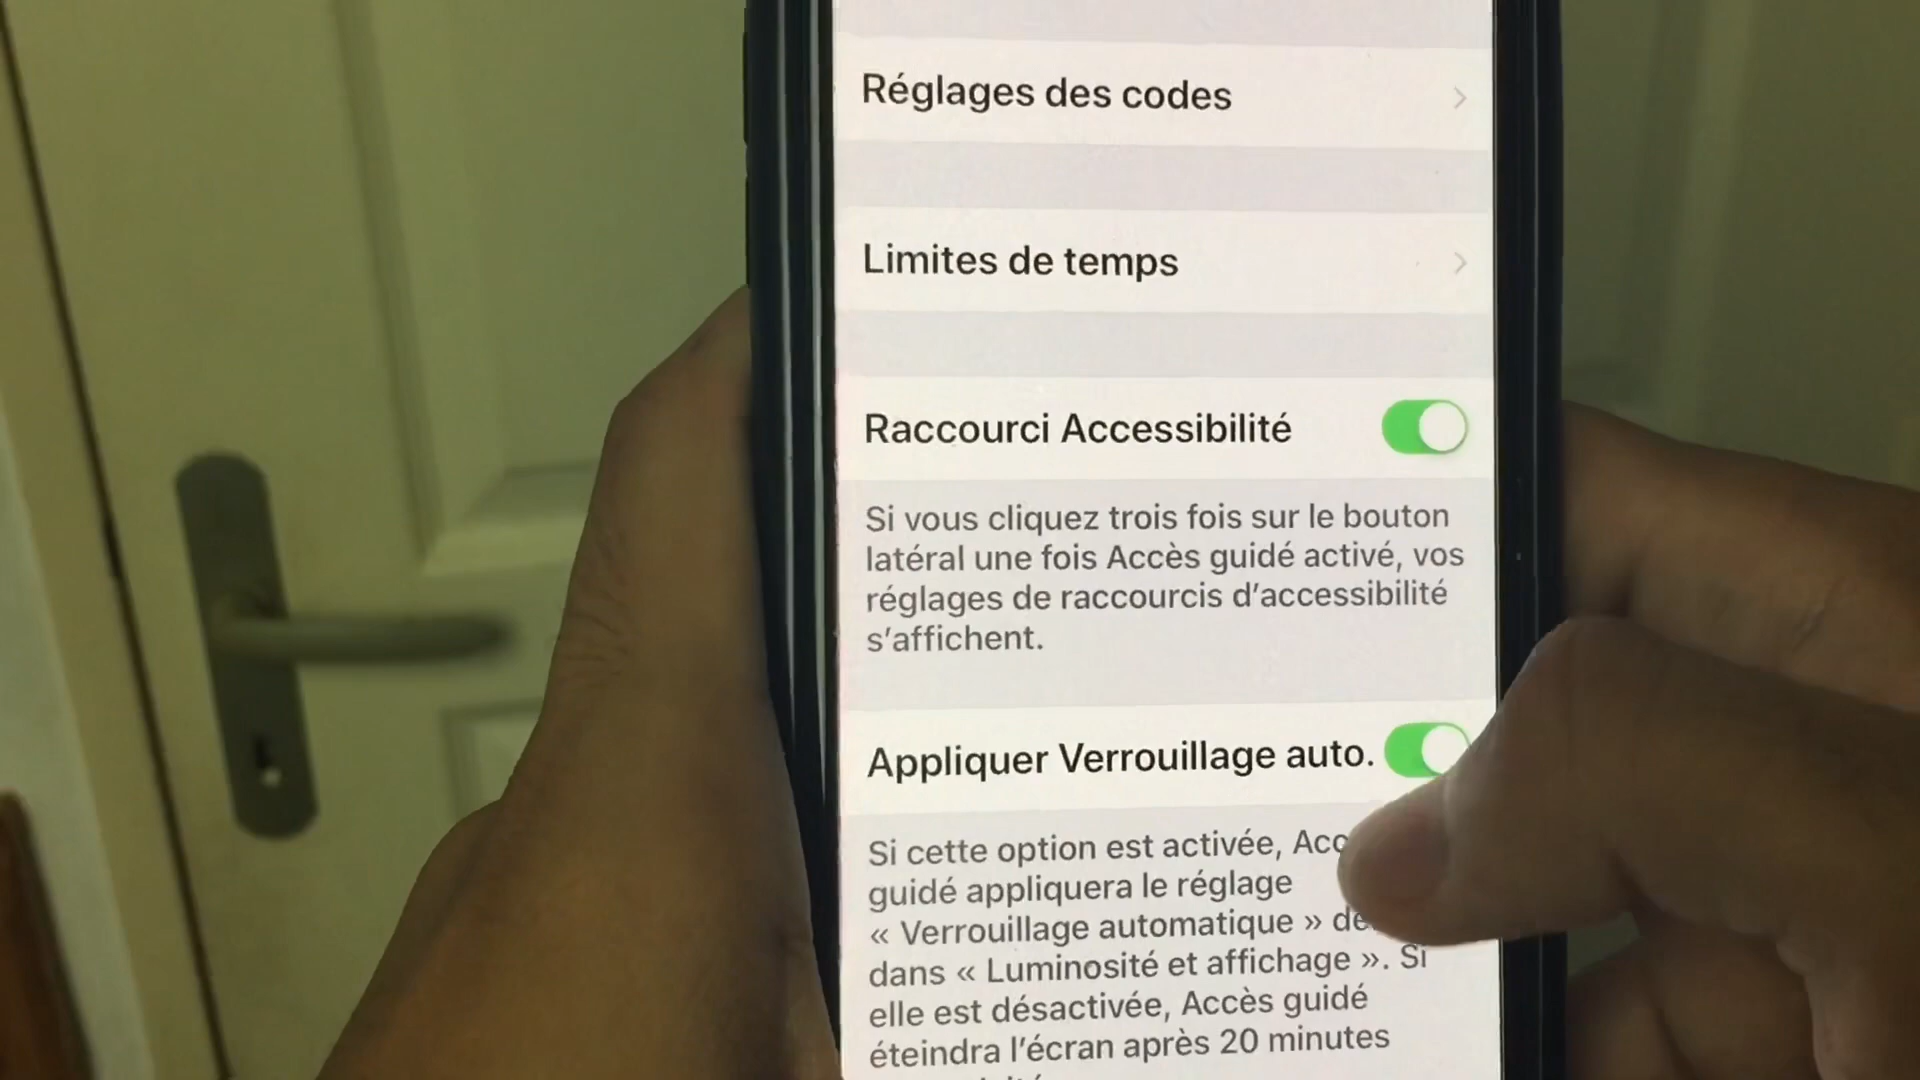 Réglages des codes
Limites de temps
Raccourci Accessibilité
Si vous cliquez trois fois sur le bouton
latéral une fois Accès guidé activé, vos
réglages de raccourcis d'accessibilité
s'affichent.
Appliquer Verrouillage auto.
Si cette option est activée,
guidé appliquera le réglage
« Verrouillage automatique »
dans « Luminosité et affichage ». Si
elle est désactivée, Accès guidé
éteindra l'écran après 20 minutes